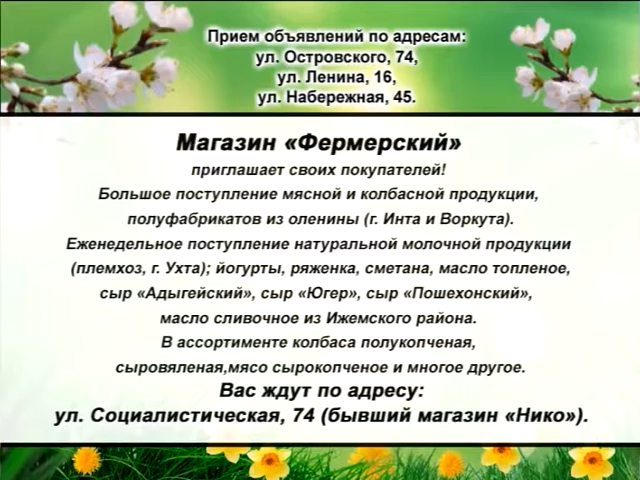 Прием объявлений по адресам:
ул. Островского, 74,
ул. Ленина, 16,
ул. Набережная, 45.
Магазин «Фермерский»
приглашает своих покупателей!
Большое поступление мясной и колбасной продукции,
полуфабрикатов из оленины (г. Инта и Воркута).
Еженедельное поступление натуральной молочной продукции
(племхоз, г. Ухта); йогурты, ряженка, сметана, масло топленое,
сыр «Адыгейский», сыр «Югер», сыр «Пошехонский»,
масло сливочное из Ижемского района.
В ассортименте колбаса полукопченая,
сыровяленая,мясо сырокопченое и многое другое.
Вас ждут по адресу:
ул. Социалистическая, 74 (бывший магазин «Нико»).